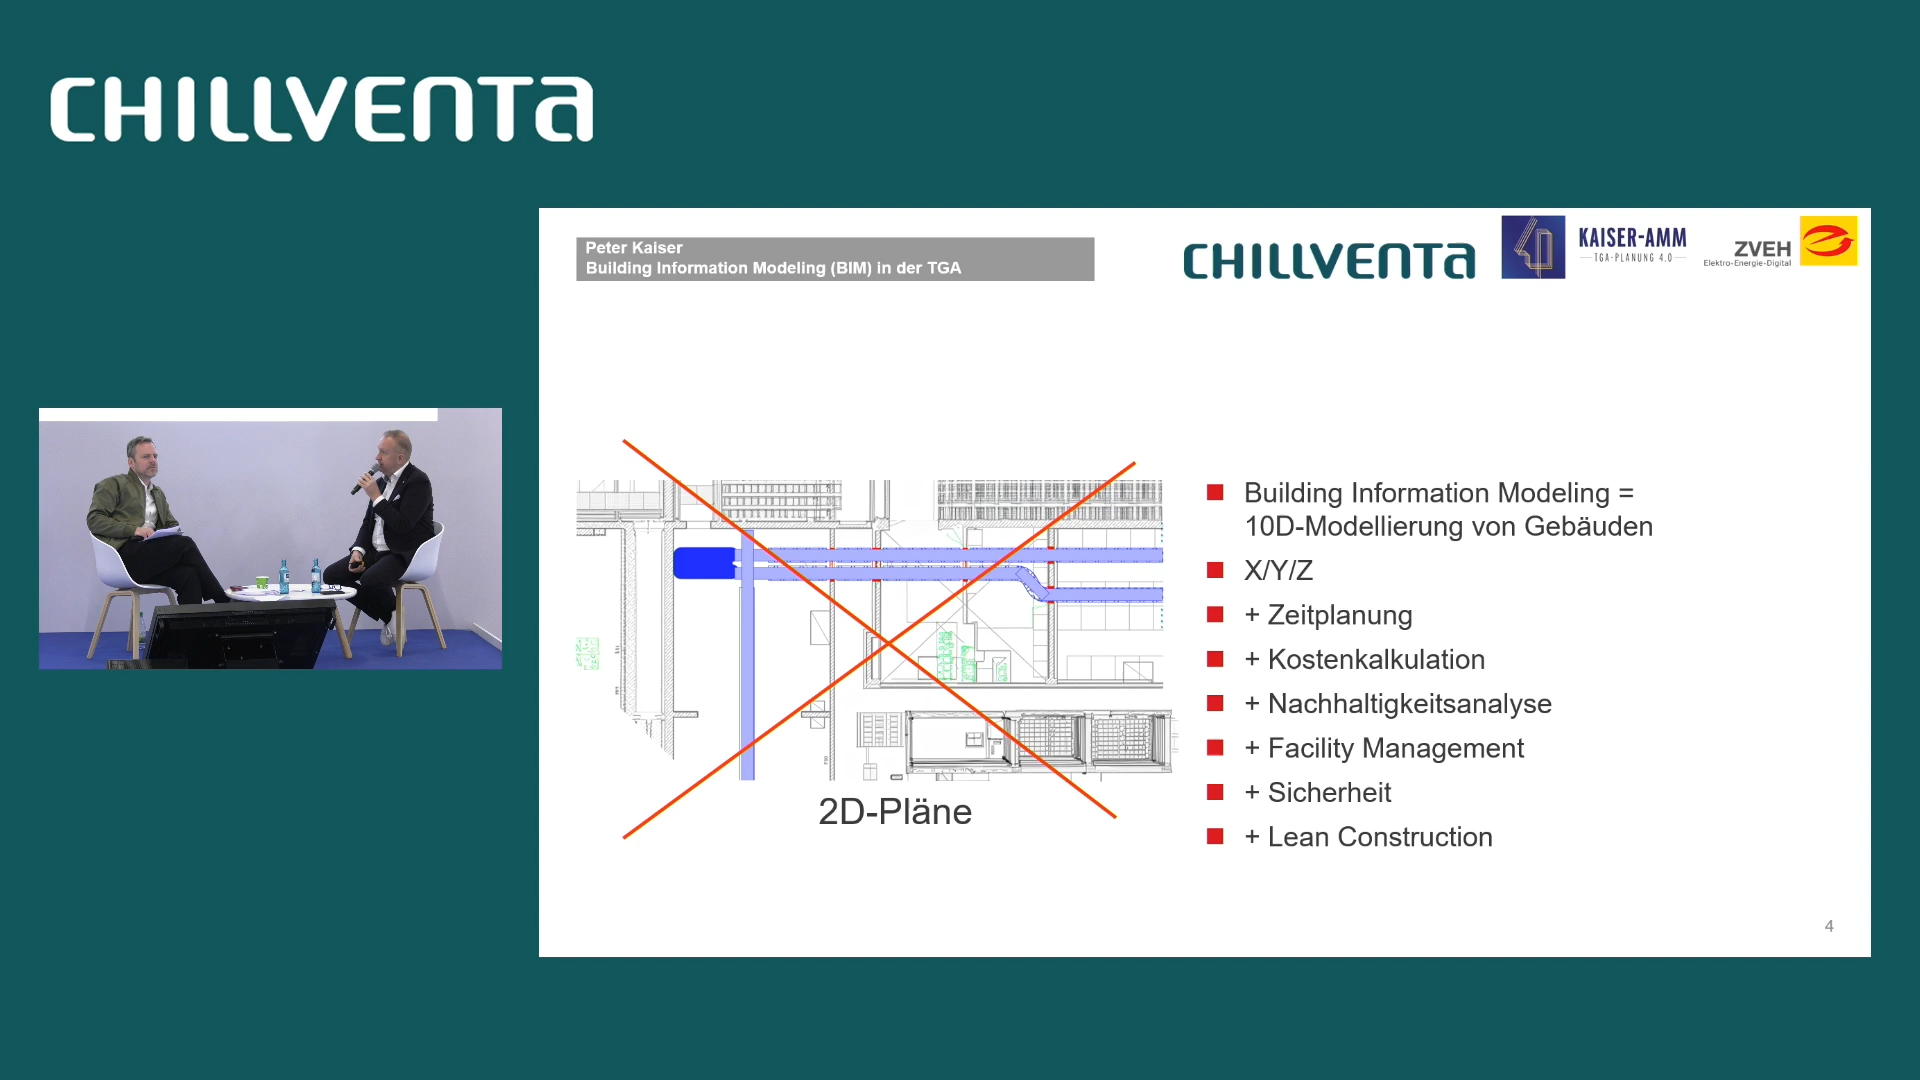 CHILLVENTA
Peter Kaiser
Building Information Modeling (BIM) in der TGA
CHILLVENTA
4D
KAISER-AMM
TGA-PLANUNG 4.0
ZVEH
Elektro-Energie-Digital
2D-Pläne
Building Information Modeling =
10D-Modellierung von Gebäuden
X/Y/Z
+ Zeitplanung
+ Kostenkalkulation
+ Nachhaltigkeitsanalyse
+ Facility Management
+ Sicherheit
+ Lean Construction
4